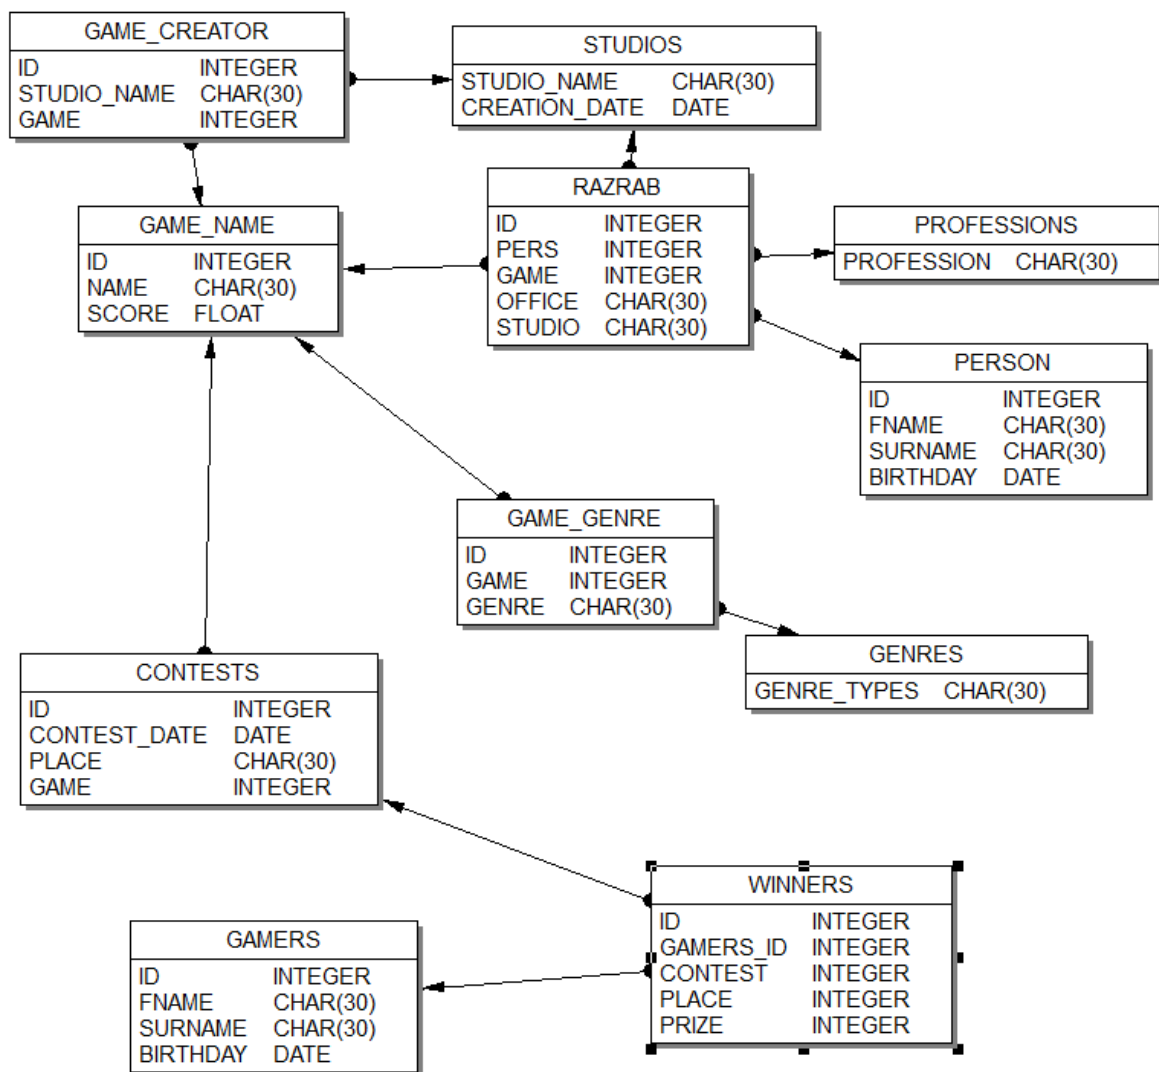 GAME_CREATOR
ID INTEGER
STUDIO_NAME CHAR(30)
GAME INTEGER
STUDIOS
STUDIO_NAME CHAR(30)
CREATION_DATE DATE
RAZRAB
ID INTEGER
PERS INTEGER
GAME INTEGER
OFFICE CHAR(30)
STUDIO CHAR(30)
GAME_NAME
ID INTEGER
NAME CHAR(30)
SCORE FLOAT
PROFESSIONS
PROFESSION CHAR(30)
PERSON
ID INTEGER
FNAME CHAR(30)
SURNAME CHAR(30)
BIRTHDAY DATE
GAME_GENRE
ID INTEGER
GAME INTEGER
GENRE CHAR(30)
GENRES
GENRE_TYPES CHAR(30)
CONTESTS
ID INTEGER
CONTEST_DATE DATE
PLACE CHAR(30)
GAME INTEGER
WINNERS
ID INTEGER
GAMERS_ID INTEGER
CONTEST INTEGER
PLACE INTEGER
PRIZE INTEGER
GAMERS
ID INTEGER
FNAME CHAR(30)
SURNAME CHAR(30)
BIRTHDAY DATE